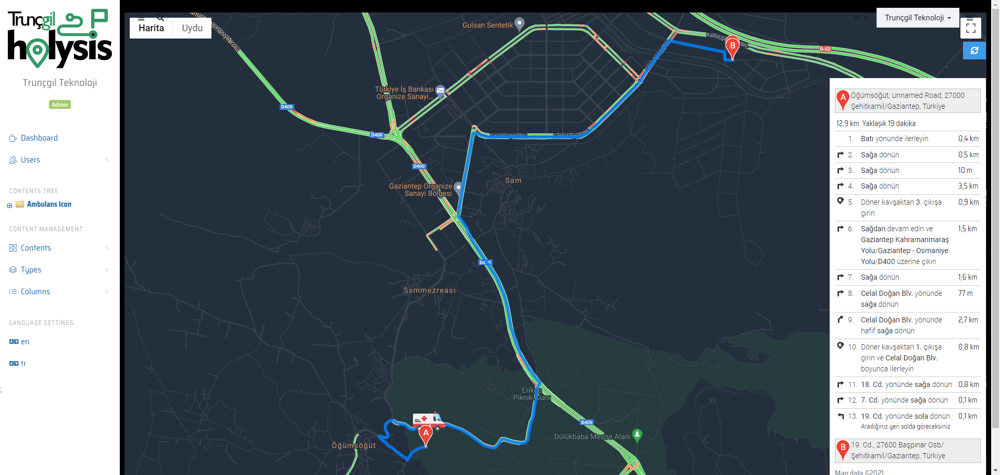 Trunçgil
holysis
Trunçgil Teknoloji
Admin
Dashboard
Users
CONTENTS TREE
Ambulans Icon
CONTENT MANAGEMENT
Contents
Types
Columns
LANGUAGE SETTİNGS
en
tr
;
Harita
Uydu
tr
Trunçgil Teknoloji
Gulsan Sentetik
Türkiye İş Bankası
Organize Sanayi...
D400
D400
D400
Gaziantep Organize
Sanayi Bölgesi
Sam
D400
Sammezreası
Erikçe
Piknik Alanı
D400
Dülükbaba Mesire Alanı
Öğümsöğüt
Celal Doğan Blv.
Celal Doğan Blv.
O-52
A
B
A
Öğümsöğüt, Unnamed Road, 27000
Şehitkamil/Gaziantep, Türkiye
12,9 km. Yaklaşık 19 dakika
1. Batı yönünde ilerleyin 0,4 km
2. Sağa dönün 0,5 km
3. Sağa dönün 10 m
4. Sağa dönün 3,5 km
5. Döner kavşaktan 3. çıkışa 0,9 km
girin
6. Sağdan devam edin ve 1,5 km
Gaziantep Kahramanmaraş
Yolu/Gaziantep - Osmaniye
Yolu/D400 üzerine çıkın
7. Sağa dönün 1,6 km
8. Celal Doğan Blv. yönünde 77 m
sağa dönün
9. Celal Doğan Blv. yönünde 2,7 km
hafif sağa dönün
10. Döner kavşaktan 1. çıkışa 0,8 km
girin ve Celal Doğan Blv.
boyunca ilerleyin
11. 18. Cd. yönünde sağa dönün 0,8 km
12. 7. Cd. yönünde sağa dönün 0,1 km
13. 19. Cd. yönünde sola dönün 0,1 km
Aradığınız yeri solda göreceksiniz
B
19. Cd., 27600 Başpınar Osb/
Şehitkamil/Gaziantep, Türkiye
Map data ©2021